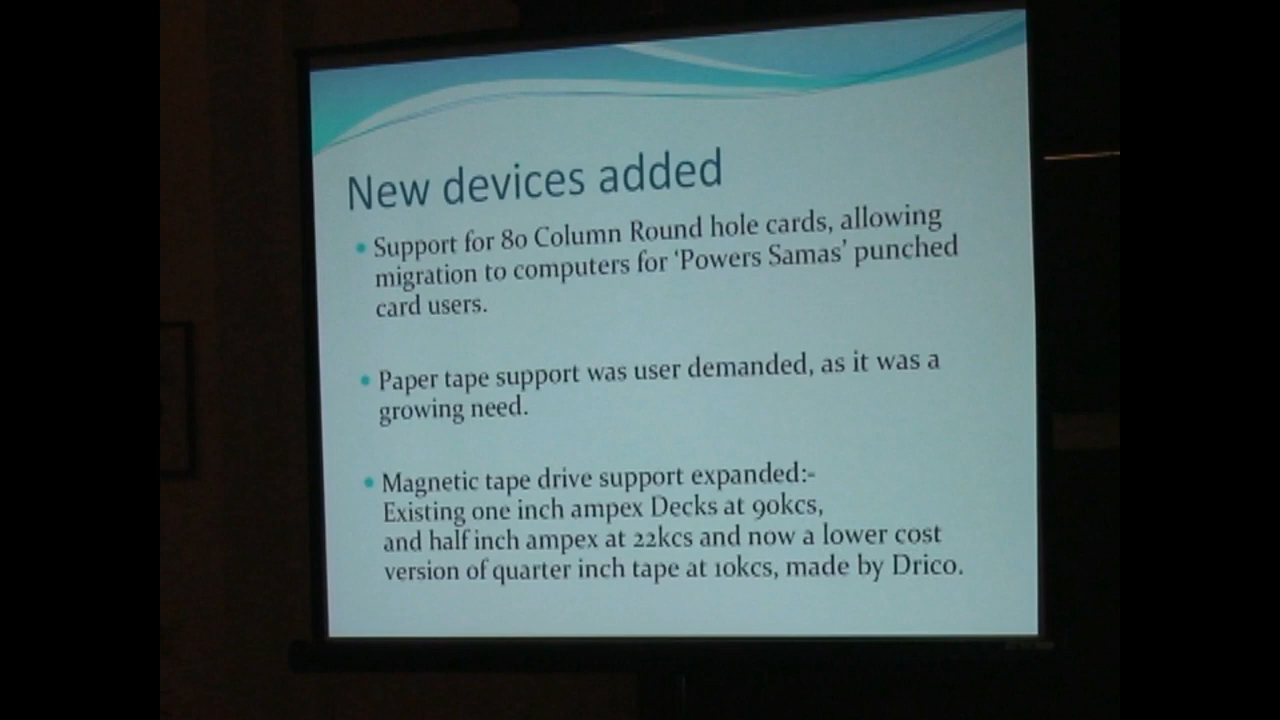 New devices added
• Support for 80 Column Round hole cards, allowing
migration to computers for ‘Powers Samas’ punched
card users.
• Paper tape support was user demanded, as it was a
growing need.
• Magnetic tape drive support expanded:-
Existing one inch ampex Decks at 90kcs,
and half inch ampex at 22kcs and now a lower cost
version of quarter inch tape at 10kcs, made by Drico.